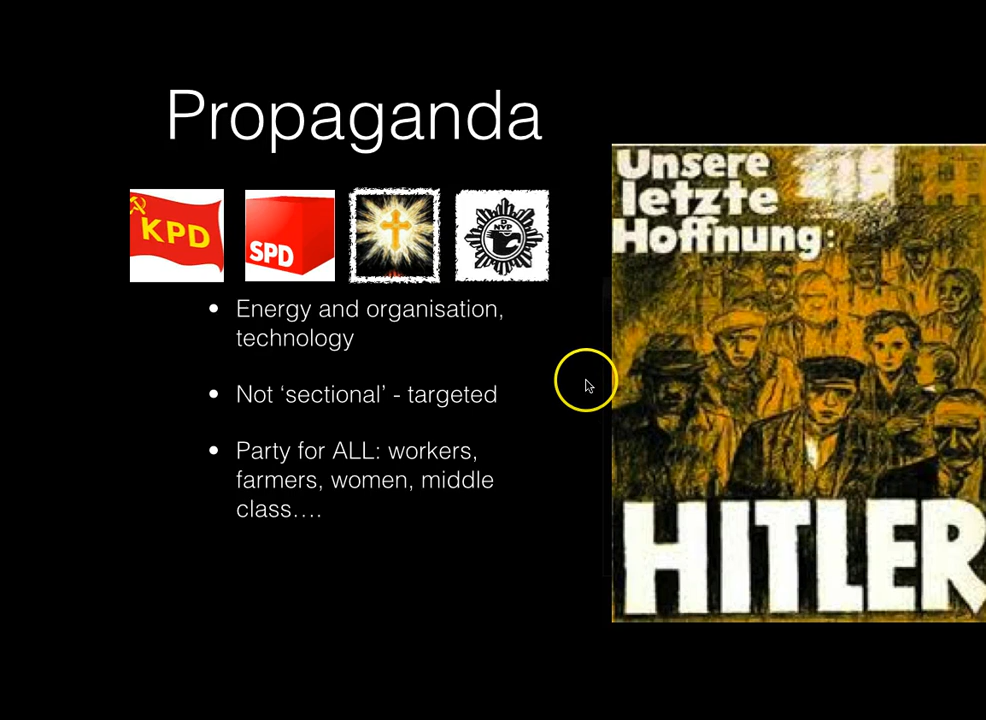 Propaganda
KPD
SPD
D
NVP
• Energy and organisation,
technology
• Not ‘sectional’ - targeted
• Party for ALL: workers,
farmers, women, middle
class….
Unsere
letzte
Hoffnung:
HITLER